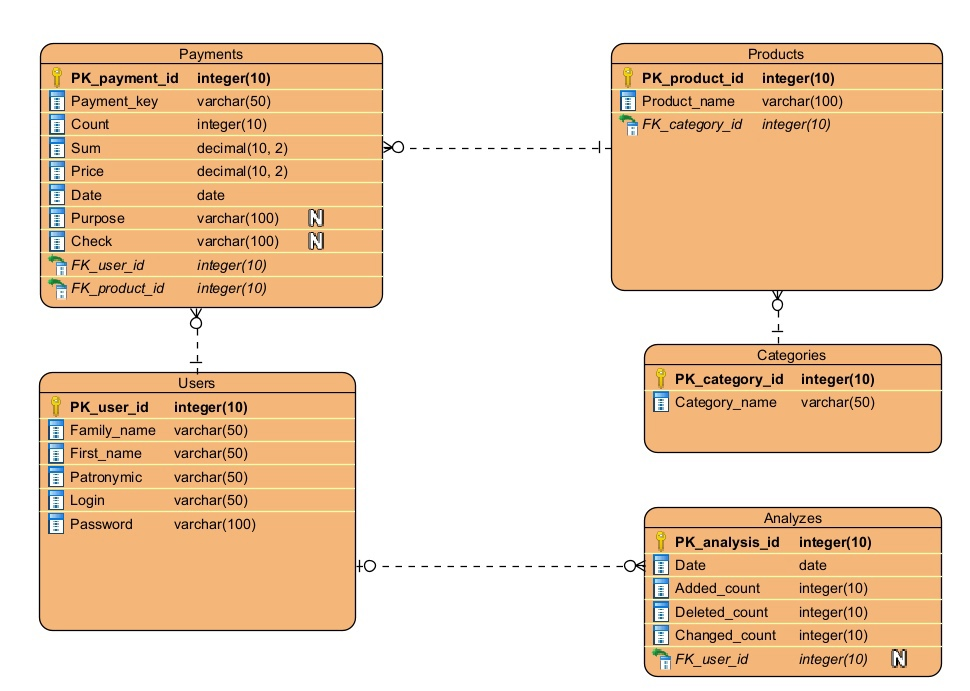 Payments
PK_payment_id integer(10)
Payment_key varchar(50)
Count integer(10)
Sum decimal(10, 2)
Price decimal(10, 2)
Date date
Purpose varchar(100) N
Check varchar(100) N
FK_user_id integer(10)
FK_product_id integer(10)
Products
PK_product_id integer(10)
Product_name varchar(100)
FK_category_id integer(10)
Categories
PK_category_id integer(10)
Category_name varchar(50)
Users
PK_user_id integer(10)
Family_name varchar(50)
First_name varchar(50)
Patronymic varchar(50)
Login varchar(50)
Password varchar(100)
Analyzes
PK_analysis_id integer(10)
Date date
Added_count integer(10)
Deleted_count integer(10)
Changed_count integer(10)
FK_user_id integer(10) N